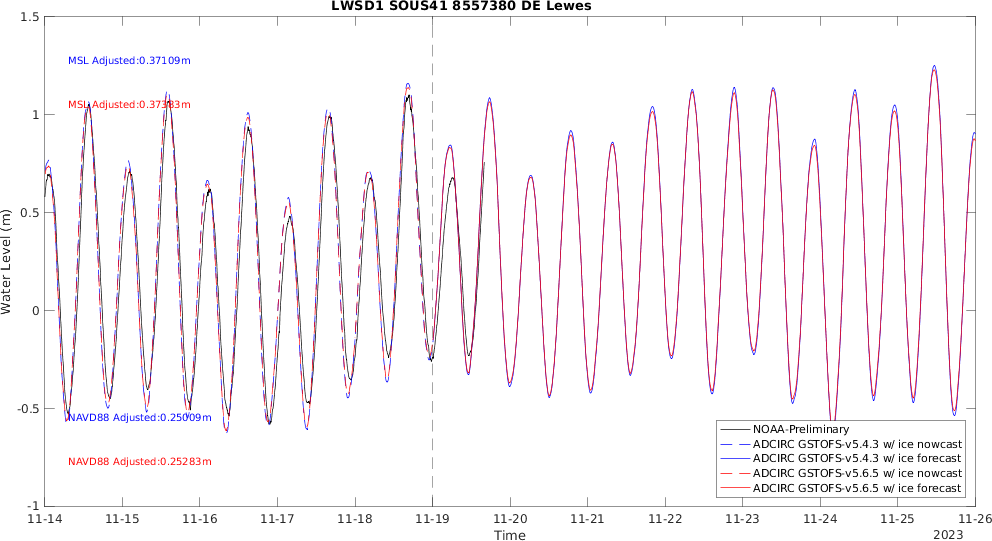 LWSD1 SOUS41 8557380 DE Lewes
1.5
1
0.5
0
-0.5
-1
Water Level (m)
MSL Adjusted:0.37109m
MSL Adjusted:0.37383m
NAVD88 Adjusted:0.25009m
NAVD88 Adjusted:0.25283m
NOAA-Preliminary
ADCIRC GSTOFS-v5.4.3 w/ ice nowcast
ADCIRC GSTOFS-v5.4.3 w/ ice forecast
ADCIRC GSTOFS-v5.6.5 w/ ice nowcast
ADCIRC GSTOFS-v5.6.5 w/ ice forecast
11-14 11-15 11-16 11-17 11-18 11-19 11-20 11-21 11-22 11-23 11-24 11-25 11-26
Time
2023